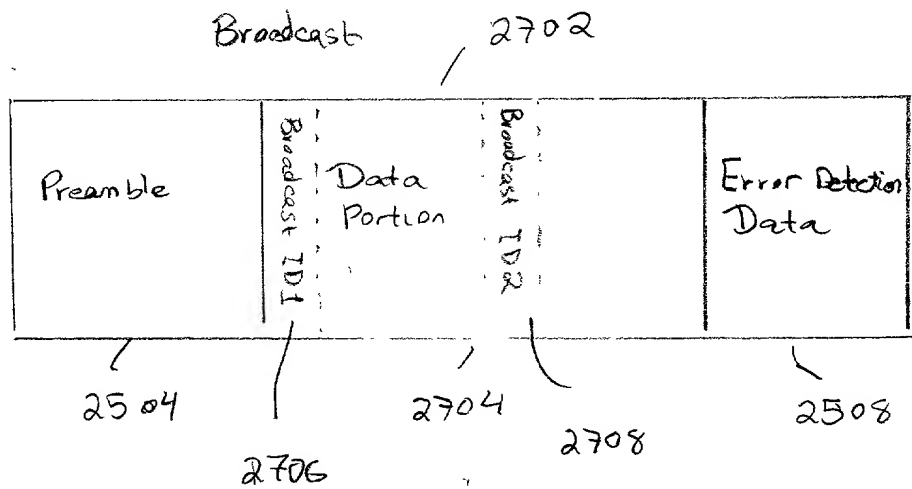 Broadcast 2702
Preamble
Broadcast ID1
Data
Portion
Broadcast ID2
Error Detection
Data
2504
2706
2704
2708
2508